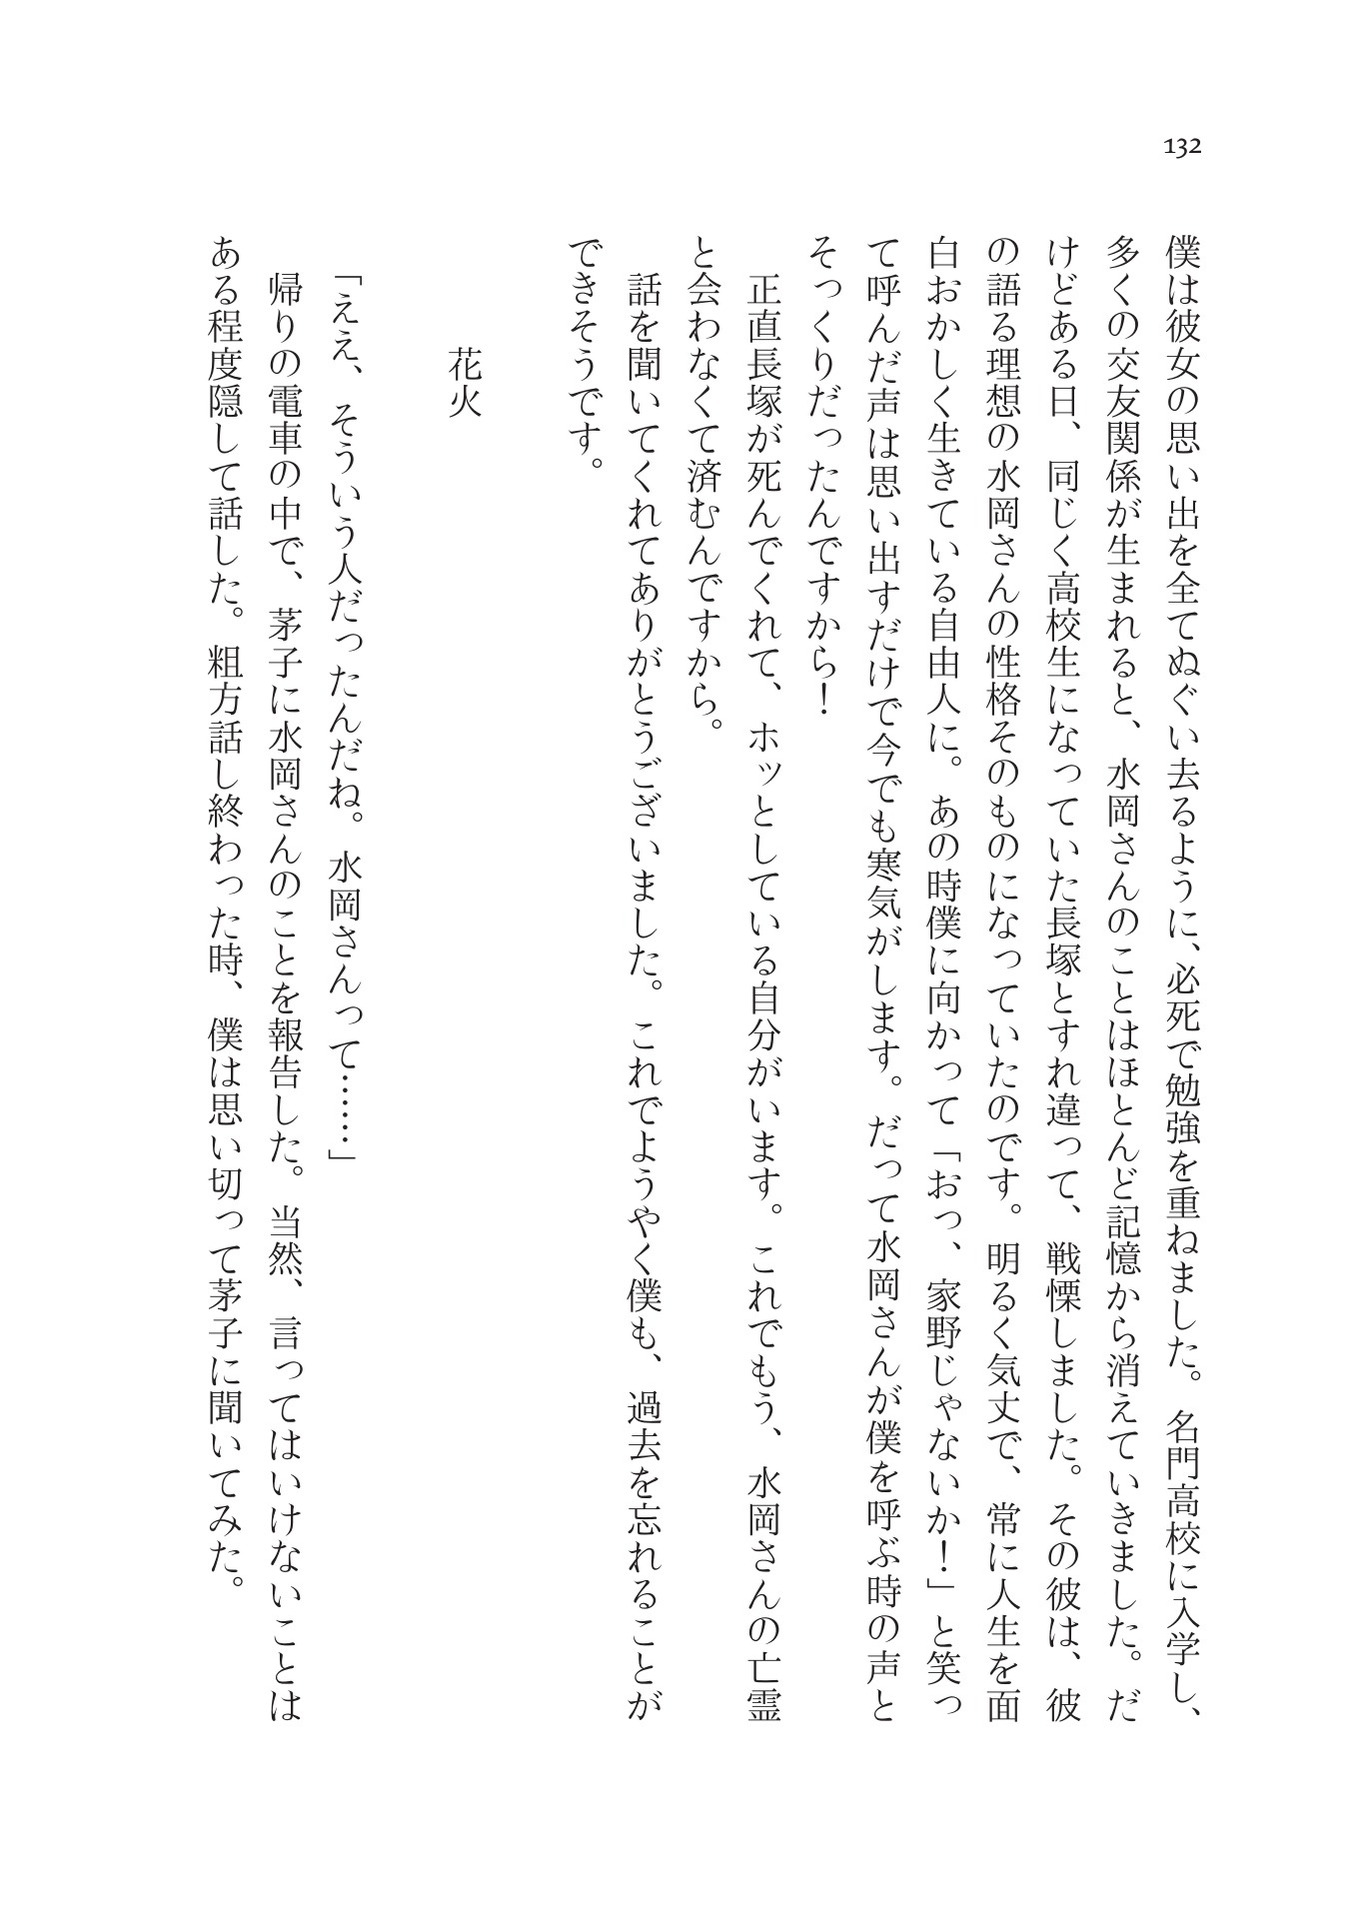 132
僕は彼女の思い出を全てぬぐい去るように、必死で勉強を重ねました。名門高校に入学し、
多くの交友関係が生まれると、水岡さんのことはほとんど記憶から消えていきました。だ
けどある日、同じく高校生になっていた長塚とすれ違って、戦慄しました。その彼は、彼
の語る理想の水岡さんの性格そのものになっていたのです。明るく気丈で、常に人生を面
白おかしく生きている自由人に。あの時僕に向かって「おっ、家野じゃないか！」と笑っ
て呼んだ声は思い出すだけで今でも寒気がします。だって水岡さんが僕を呼ぶ時の声と
そっくりだったんですから！
正直長塚が死んでくれて、ホッとしている自分がいます。これでもう、水岡さんの亡霊
と会わなくて済むんですから。
話を聞いてくれてありがとうございました。これでようやく僕も、過去を忘れることが
できそうです。
花火
「ええ、そういう人だったんだね。水岡さんって……」
帰りの電車の中で、茅子に水岡さんのことを報告した。当然、言ってはいけないことは
ある程度隠して話した。粗方話し終わった時、僕は思い切って茅子に聞いてみた。